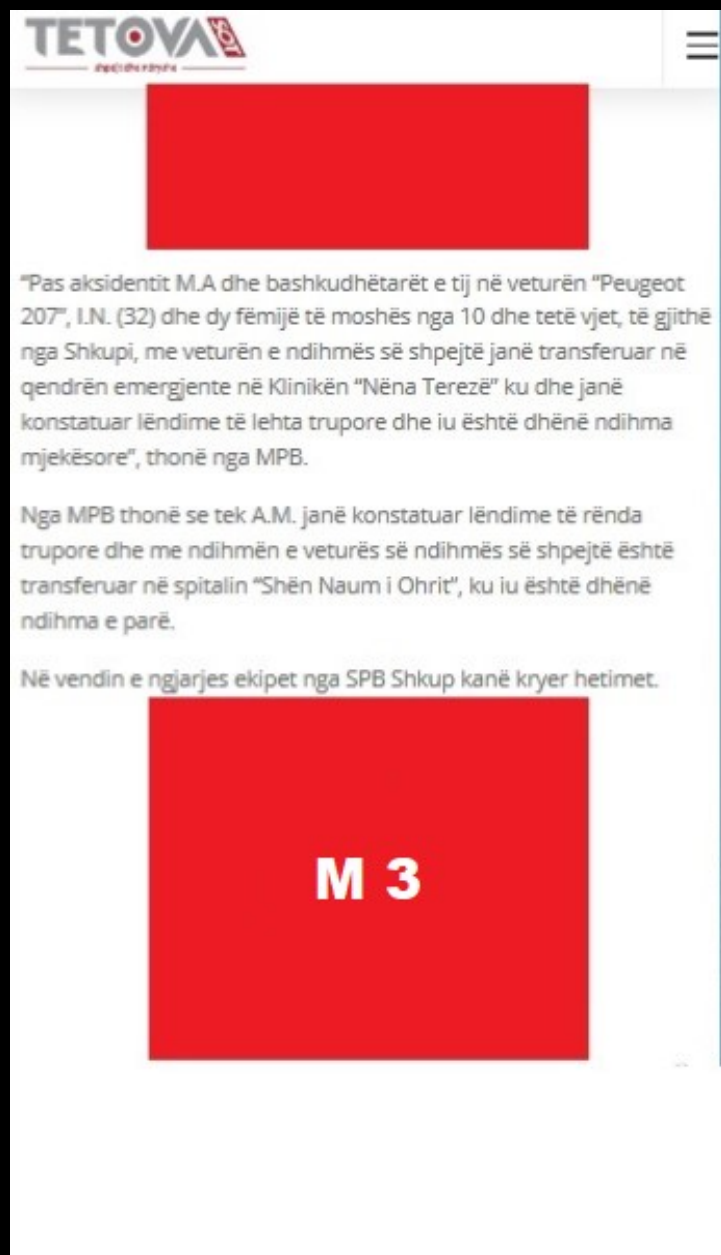 TETOVA
SOT
"Pas aksidentit M.A dhe bashkudhëtarët e tij në veturën "Peugeot
207", I.N. (32) dhe dy fëmijë të moshës nga 10 dhe tetë vjet, të gjithë
nga Shkupi, me veturën e ndihmës së shpejtë janë transferuar në
qendrën emergjente në Klinikën "Nëna Terezë" ku dhe janë
konstatuar lëndime të lehta trupore dhe iu është dhënë ndihma
mjekësore", thonë nga MPB.
Nga MPB thonë se tek A.M. janë konstatuar lëndime të rënda
trupore dhe me ndihmën e veturës së ndihmës së shpejtë është
transferuar në spitalin "Shën Naum i Ohrit", ku iu është dhënë
ndihma e parë.
Në vendin e ngjarjes ekipet nga SPB Shkup kanë kryer hetimet.
M 3